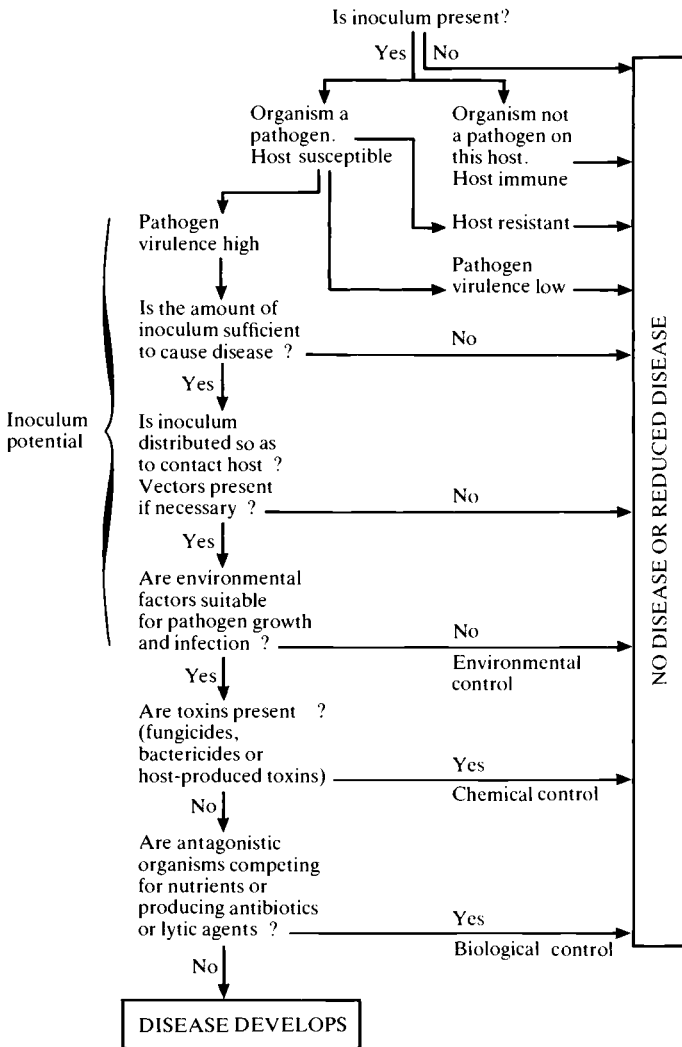 Is inoculum present?
Yes
No
Organism a
pathogen.
Host susceptible
Organism not
a pathogen on
this host.
Host immune
Host resistant
Pathogen
virulence high
Pathogen
virulence low
Is the amount of
inoculum sufficient
to cause disease ?
No
Yes
Inoculum
potential
Is inoculum
distributed so as
to contact host ?
Vectors present
if necessary ?
No
Yes
Are environmental
factors suitable
for pathogen growth
and infection ?
No
Environmental
control
Yes
Are toxins present ?
(fungicides,
bactericides or
host-produced toxins)
Yes
Chemical control
No
Are antagonistic
organisms competing
for nutrients or
producing antibiotics
or lytic agents ?
Yes
Biological control
No
DISEASE DEVELOPS
NO DISEASE OR REDUCED DISEASE